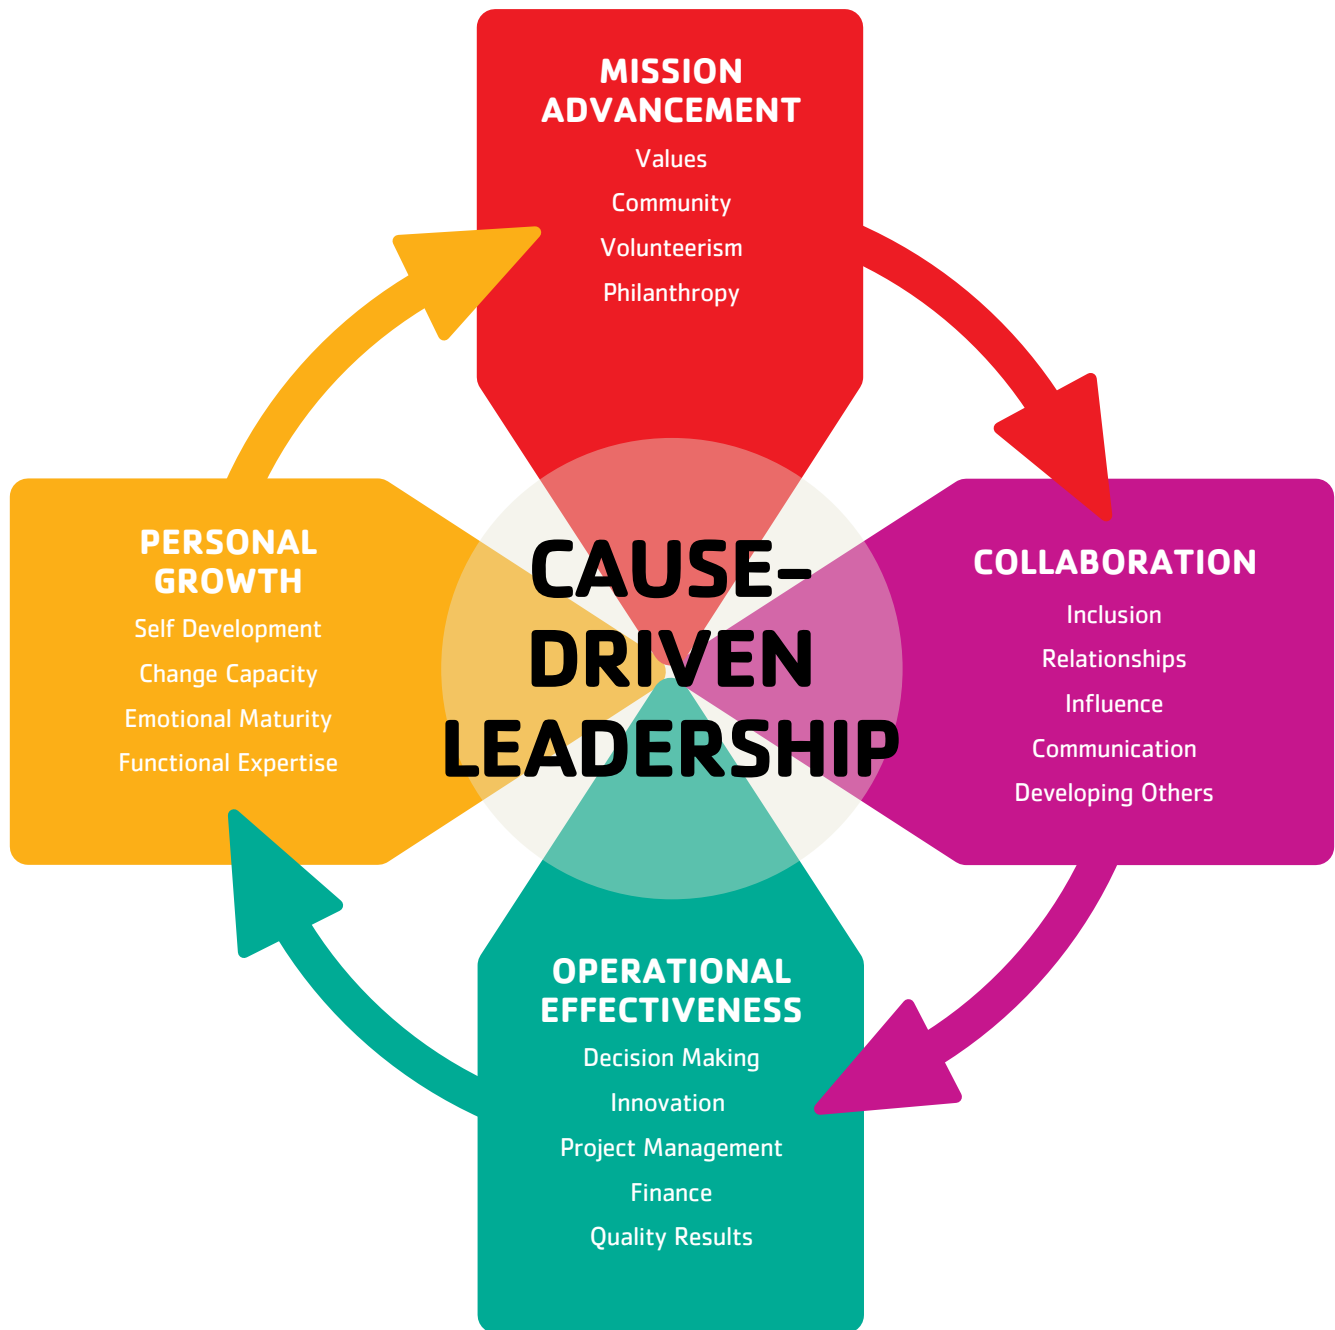 MISSION
ADVANCEMENT
Values
Community
Volunteerism
Philanthropy
PERSONAL
GROWTH
Self Development
Change Capacity
Emotional Maturity
Functional Expertise
CAUSE-
DRIVEN
LEADERSHIP
COLLABORATION
Inclusion
Relationships
Influence
Communication
Developing Others
OPERATIONAL
EFFECTIVENESS
Decision Making
Innovation
Project Management
Finance
Quality Results